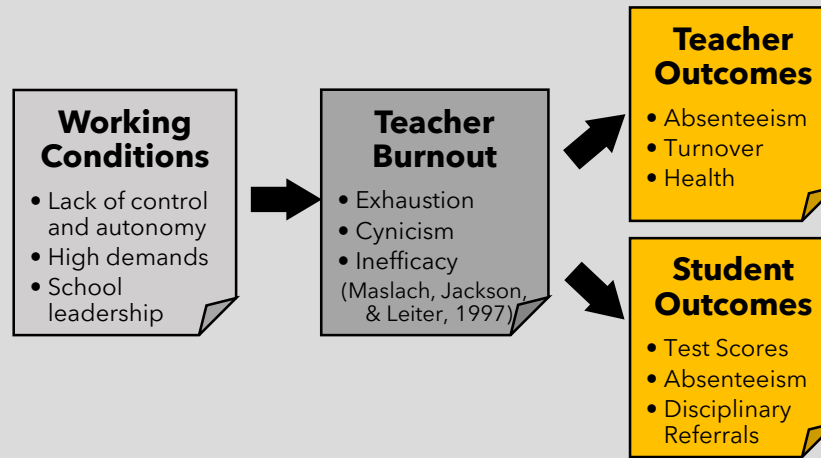 Working
Conditions
• Lack of control
and autonomy
• High demands
• School
leadership
Teacher
Burnout
• Exhaustion
• Cynicism
• Inefficacy
(Maslach, Jackson,
& Leiter, 1997)
Teacher
Outcomes
• Absenteeism
• Turnover
• Health
Student
Outcomes
• Test Scores
• Absenteeism
• Disciplinary
Referrals